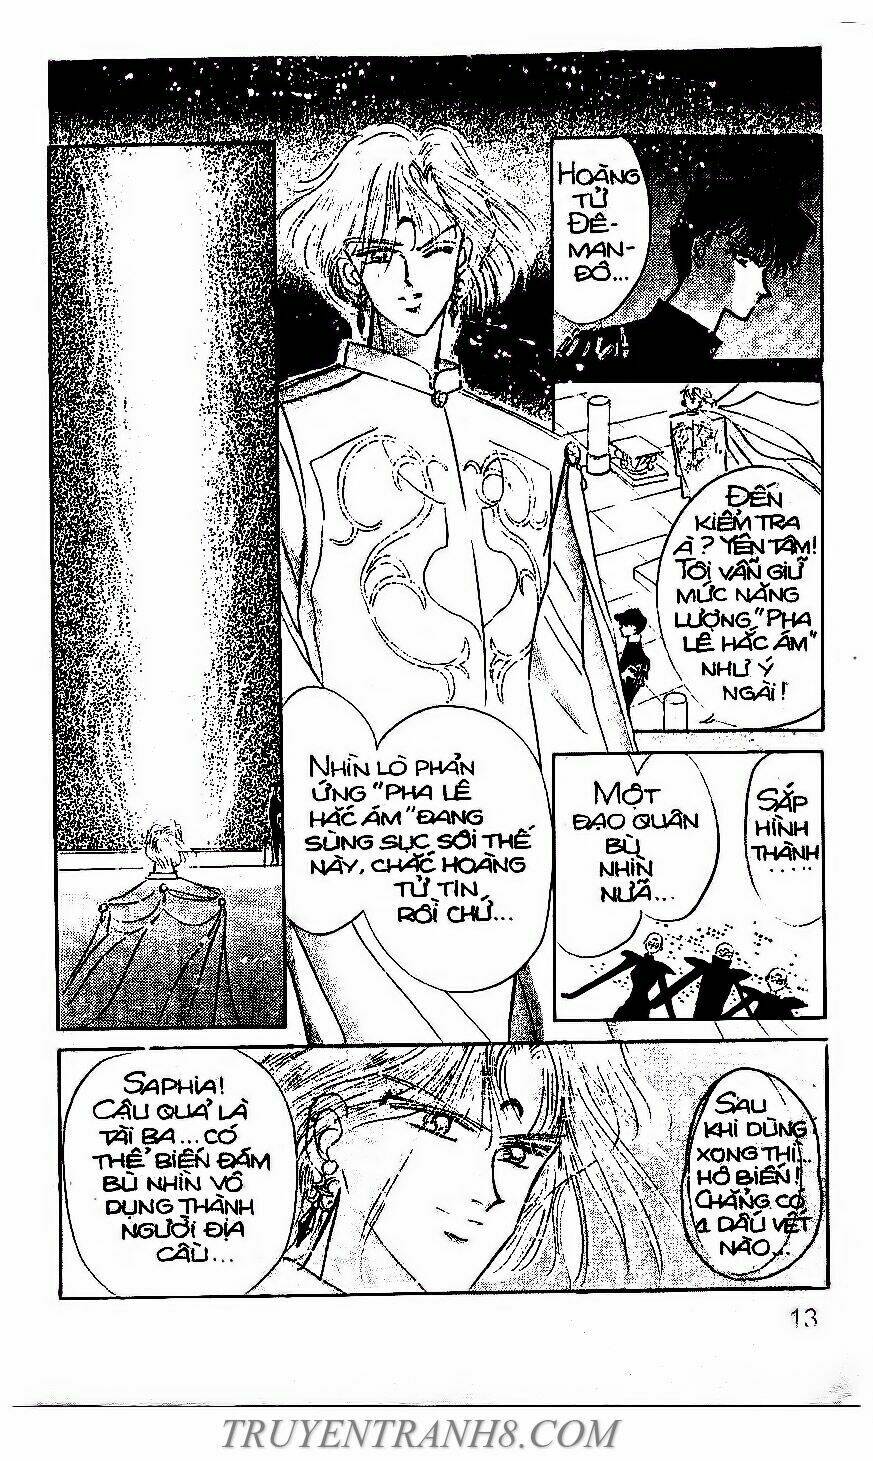 HOÀNG
TỬ
ĐÊ-
MAN-
ĐÔ...
ĐẾN
KIỂM TRA
À? YÊN TÂM!
TÔI VẪN GIỮ
MỨC NĂNG
LƯỢNG "PHA
LÊ HẮC ÁM"
NHƯ Ý
NGÀI!
NHÌN LÒ PHẢN
ỨNG "PHA LÊ
HẮC ÁM" ĐANG
SÙNG SỤC SÔI THẾ
NÀY, CHẮC HOÀNG
TỬ TIN
RỒI CHỨ...
SẮP
HÌNH
THÀNH
.....
MỘT
ĐẠO QUÂN
BÙ
NHÌN
NỮA...
SAPHIA!
CẬU QUẢ LÀ
TÀI BA... CÓ
THỂ BIẾN ĐÁM
BÙ NHÌN VÔ
DỤNG THÀNH
NGƯỜI ĐỊA
CẦU...
SAU
KHI DÙNG
XONG THÌ...
HÔ BIẾN!
CHẲNG CÓ
1 DẤU VẾT
NÀO...
13
TRUYENTRANH8.COM